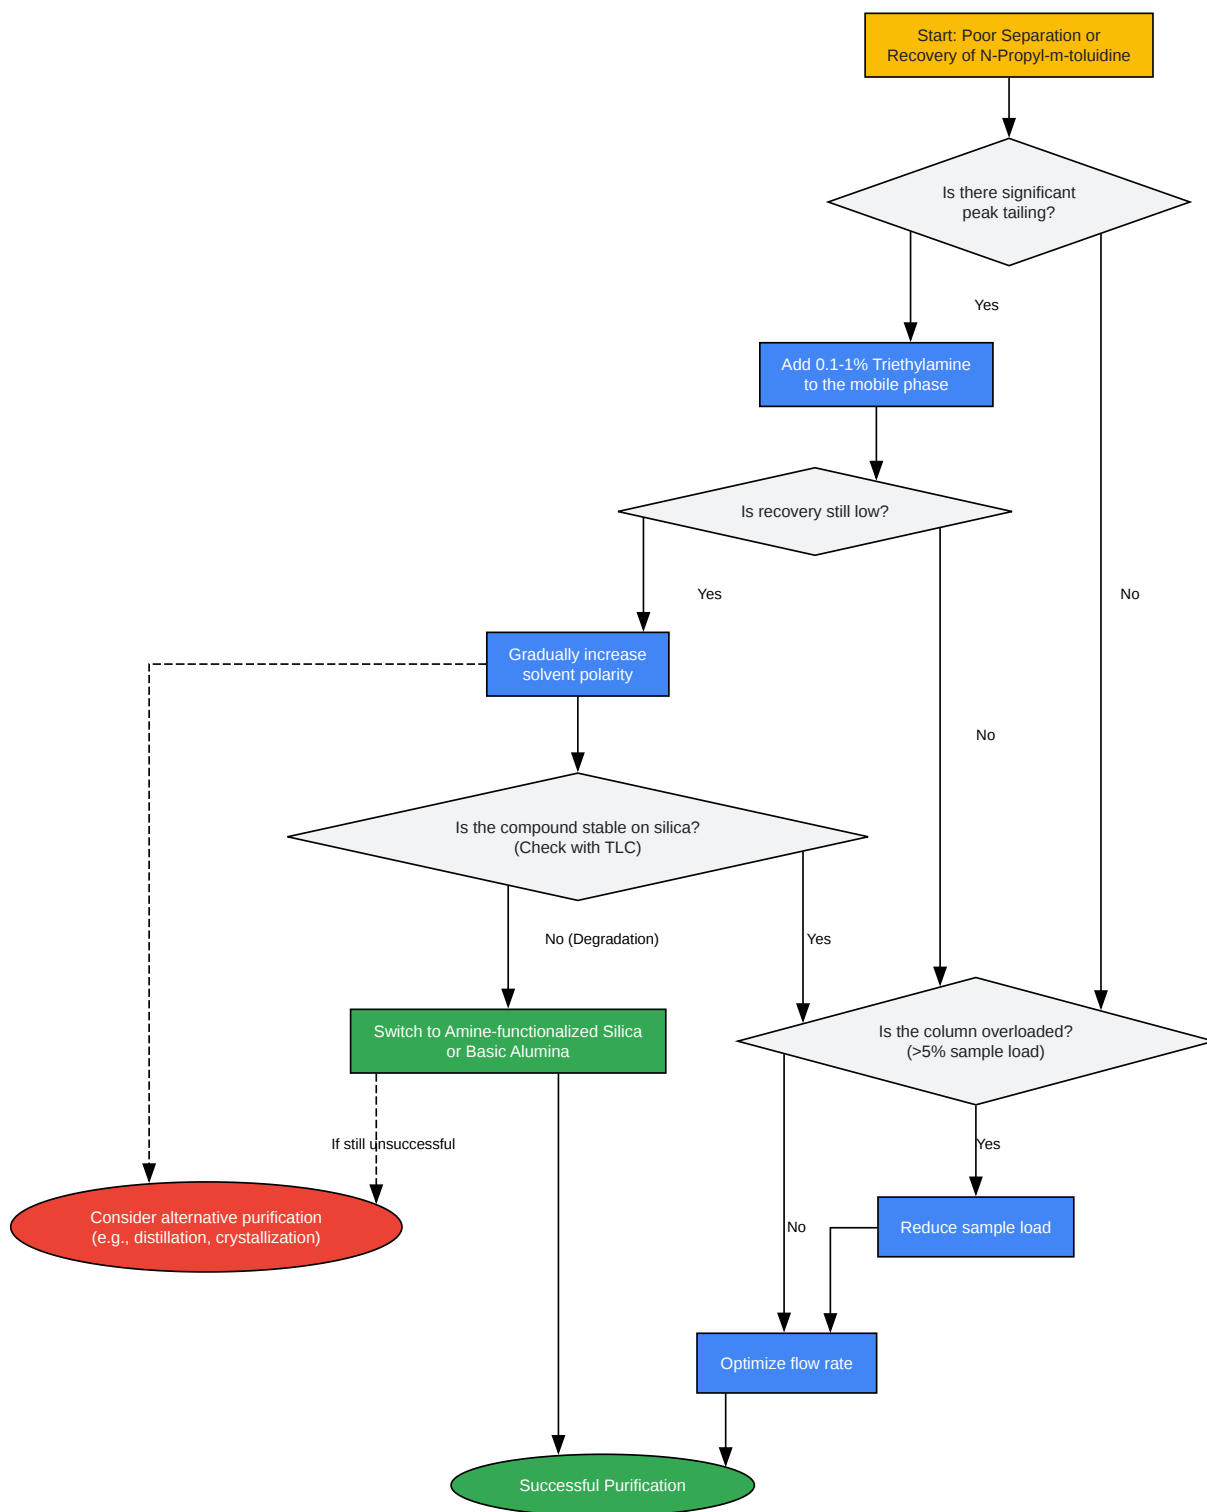 Start: Poor Separation or
Recovery of N-Propyl-m-toluidine
Is there significant
peak tailing?
Yes
Add 0.1-1% Triethylamine
to the mobile phase
Is recovery still low?
Yes
No
Gradually increase
solvent polarity
No
Is the compound stable on silica?
(Check with TLC)
No (Degradation)
Yes
Switch to Amine-functionalized Silica
or Basic Alumina
Is the column overloaded?
(>5% sample load)
If still unsuccessful
Yes
Consider alternative purification
(e.g., distillation, crystallization)
No
Reduce sample load
Optimize flow rate
Successful Purification